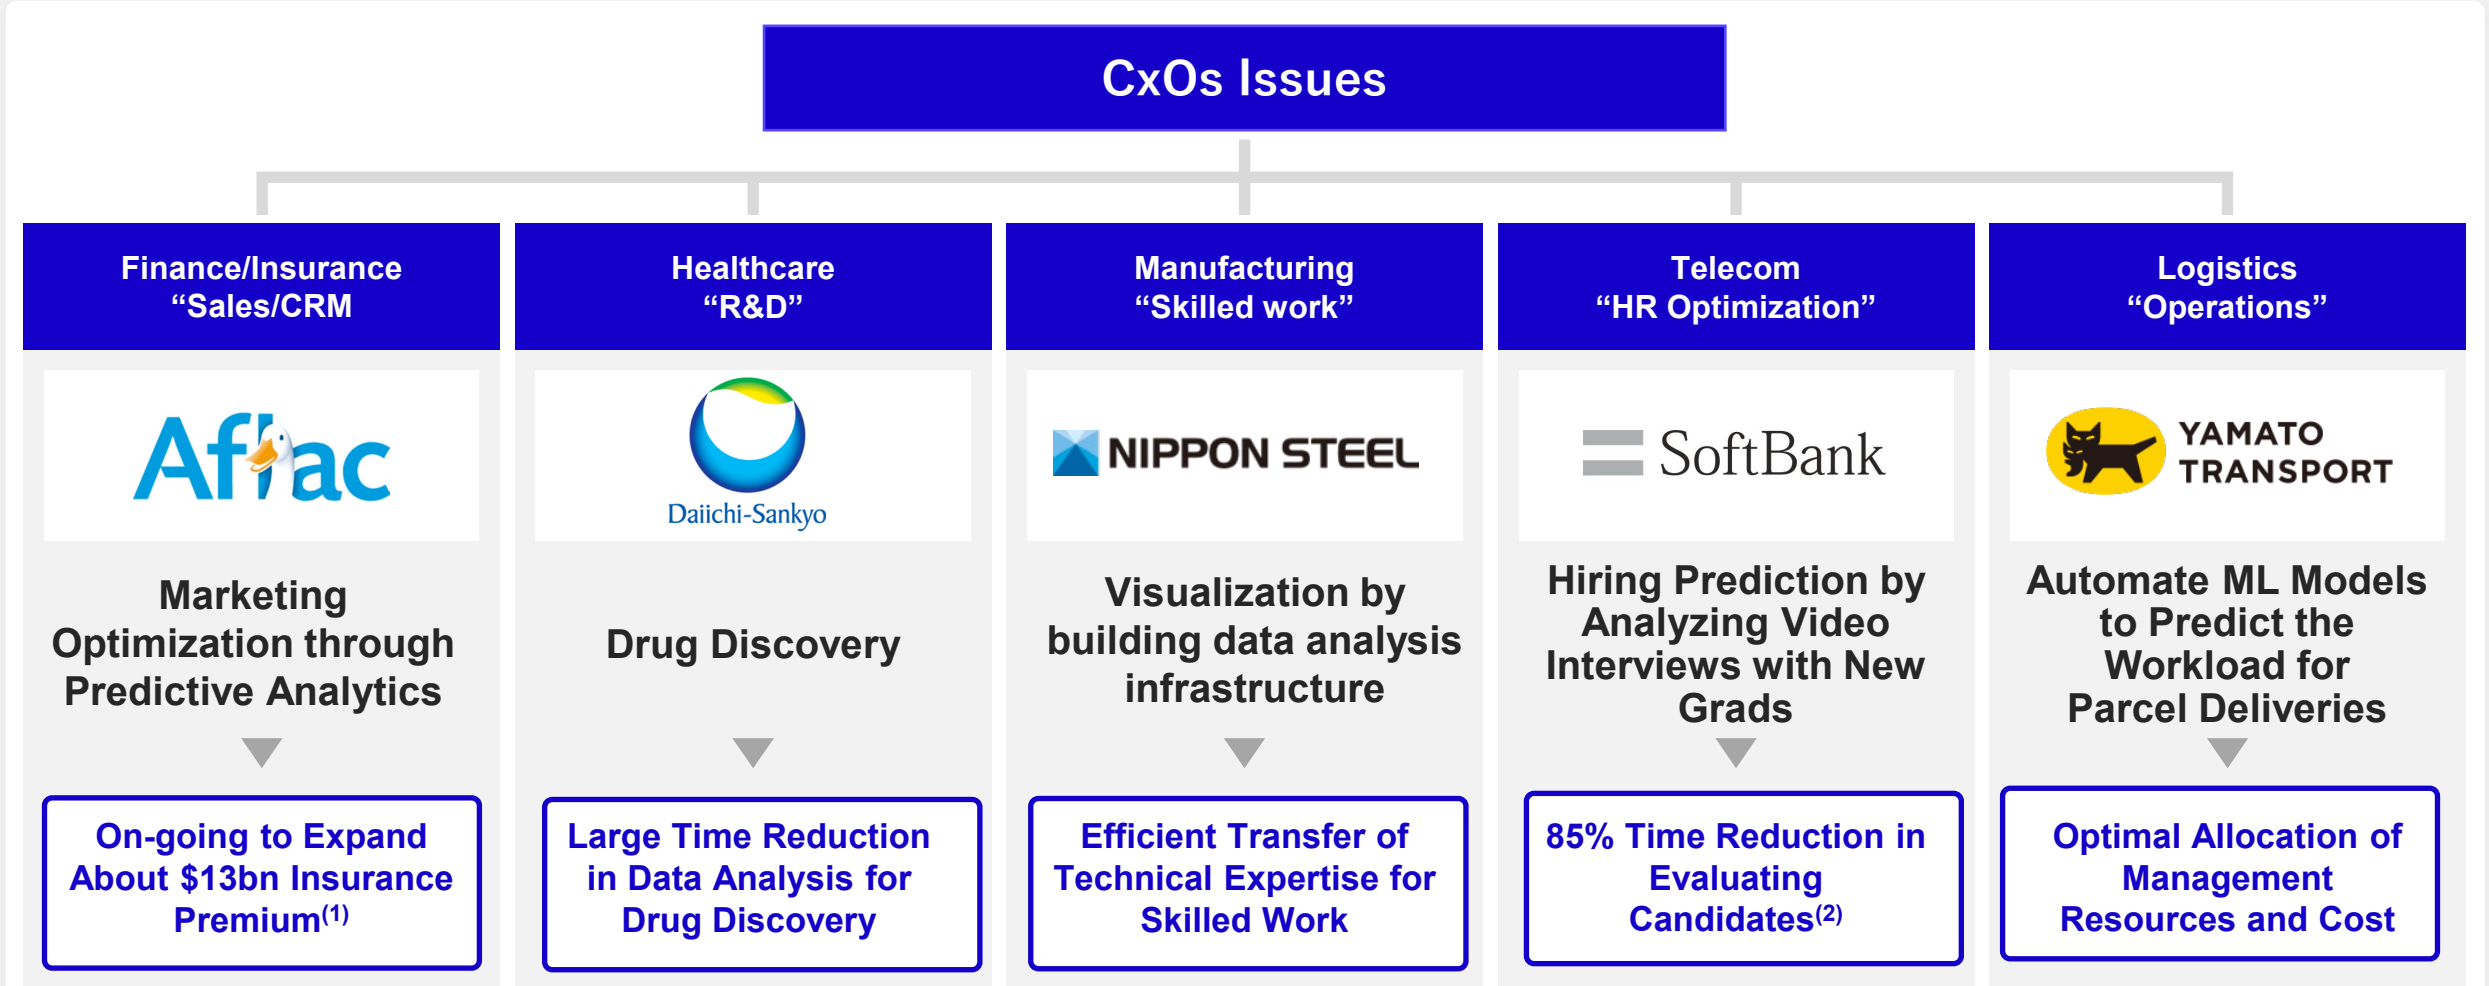 CxOs Issues
Finance/Insurance
“Sales/CRM
Aflac
Marketing
Optimization through
Predictive Analytics
On-going to Expand
About $13bn Insurance
Premium(1)
Healthcare
“R&D”
Daiichi-Sankyo
Drug Discovery
Large Time Reduction
in Data Analysis for
Drug Discovery
Manufacturing
“Skilled work”
NIPPON STEEL
Visualization by
building data analysis
infrastructure
Efficient Transfer of
Technical Expertise for
Skilled Work
Telecom
“HR Optimization”
SoftBank
Hiring Prediction by
Analyzing Video
Interviews with New
Grads
85% Time Reduction in
Evaluating
Candidates(2)
Logistics
“Operations”
YAMATO
TRANSPORT
Automate ML Models
to Predict the
Workload for
Parcel Deliveries
Optimal Allocation of
Management
Resources and Cost